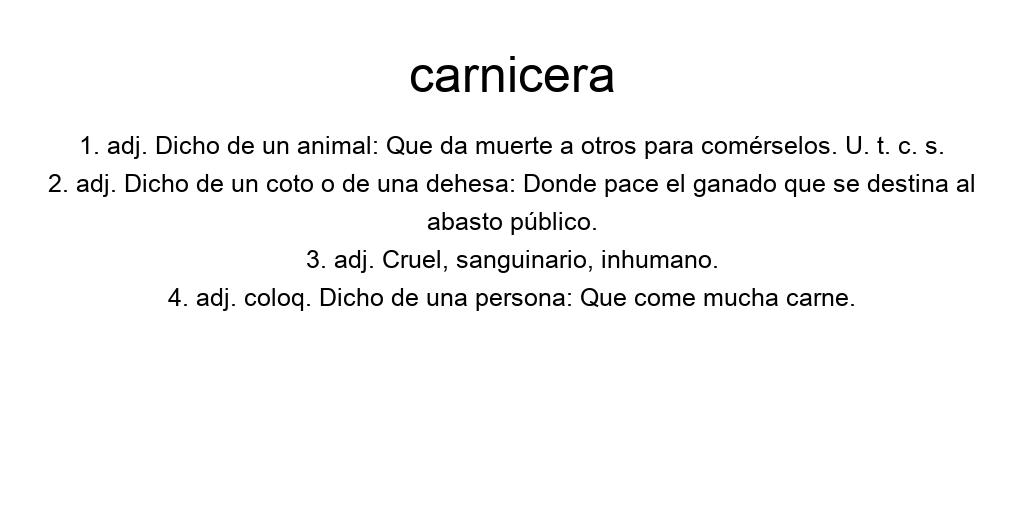 carnicera
1. adj. Dicho de un animal: Que da muerte a otros para comérselos. U. t. c. s.
2. adj. Dicho de un coto o de una dehesa: Donde pace el ganado que se destina al
abasto público.
3. adj. Cruel, sanguinario, inhumano.
4. adj. coloq. Dicho de una persona: Que come mucha carne.